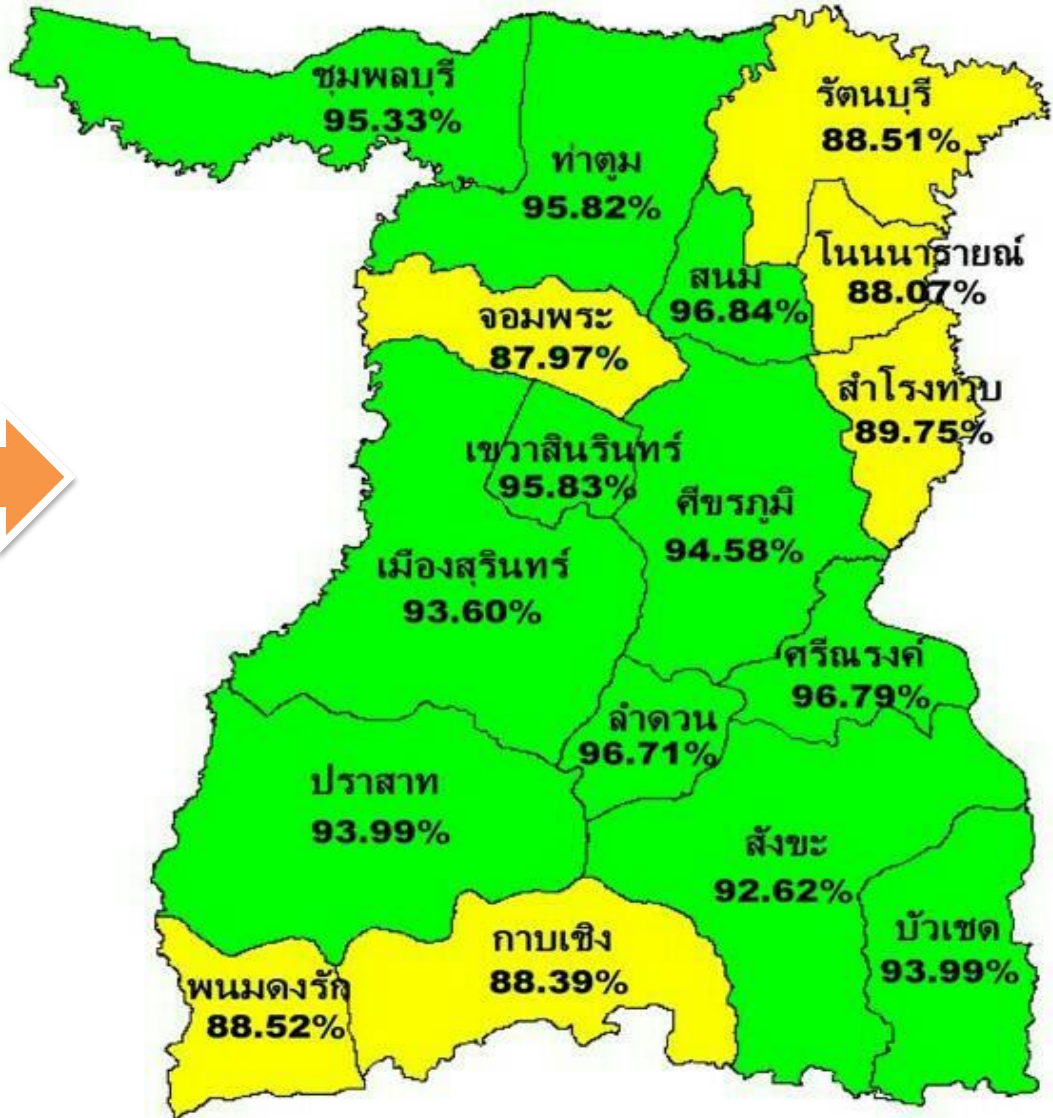 ชุมพลบุรี
95.33%
รัตนบุรี
88.51%
ท่าตูม
95.82%
โนนนารายณ์
88.07%
สนม
96.84%
จอมพระ
87.97%
สำโรงทาบ
89.75%
เขวาสินรินทร์
95.83%
ศีขรภูมิ
94.58%
เมืองสุรินทร์
93.60%
ศรีณรงค์
96.79%
ลำดวน
96.71%
ปราสาท
93.99%
สังขะ
92.62%
บัวเชด
93.99%
กาบเชิง
88.39%
พนมดงรัก
88.52%